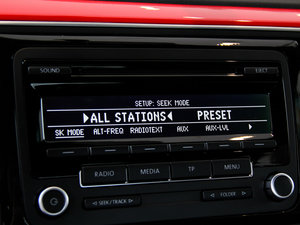 SOUND EJECT
SETUP: SEEK MODE
▶ALL STATIONS◀ PRESET
SK MODE ALT-FREQ RADIOTEXT AUX AUX-LVL ▶
RADIO MEDIA TP MENU
SEEK/TRACK FOLDER